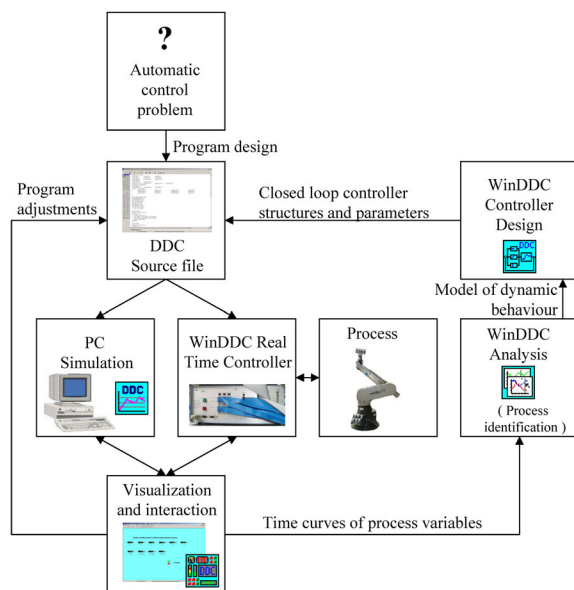 ?
Automatic
control
problem
Program design
Program
adjustments
DDC
Source file
Closed loop controller
structures and parameters
WinDDC
Controller
Design
DDC
Model of dynamic
behaviour
PC
Simulation
DDC
WinDDC Real
Time Controller
Process
WinDDC
Analysis
( Process
identification )
Visualization
and interaction
Time curves of process variables